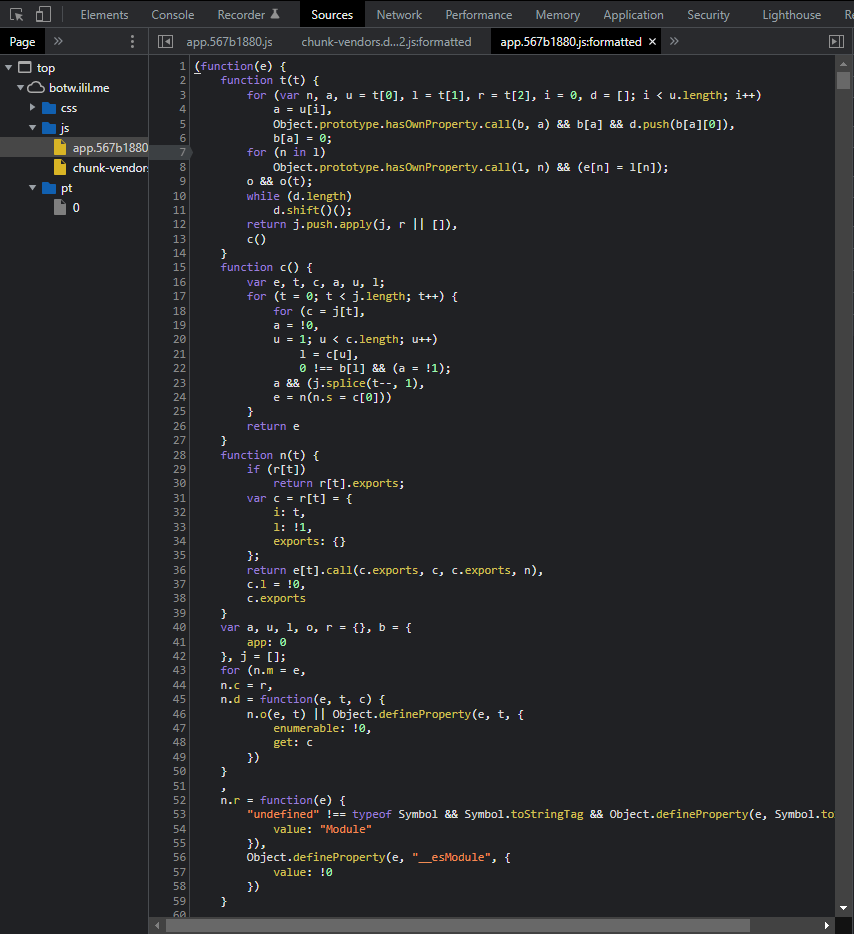 Elements Console Recorder Sources Network Performance Memory Application Security Lighthouse
Page » app.567b1880.js chunk-vendors.d...2.js:formatted app.567b1880.js:formatted × »
top
botw.ilil.me
css
js
app.567b1880
chunk-vendors
pt
0
1 (function(e) {
2 function t(t) {
3 for (var n, a, u = t[0], l = t[1], r = t[2], i = 0, d = []; i < u.length; i++)
4 a = u[i],
5 Object.prototype.hasOwnProperty.call(b, a) && b[a] && d.push(b[a][0]),
6 b[a] = 0;
7 for (n in l)
8 Object.prototype.hasOwnProperty.call(l, n) && (e[n] = l[n]);
9 o && o(t);
10 while (d.length)
11 d.shift()();
12 return j.push.apply(j, r || []),
13 c()
14 }
15 function c() {
16 var e, t, c, a, u, l;
17 for (t = 0; t < j.length; t++) {
18 for (c = j[t],
19 a = !0,
20 u = 1; u < c.length; u++)
21 l = c[u],
22 0 !== b[l] && (a = !1);
23 a && (j.splice(t--, 1),
24 e = n(n.s = c[0]))
25 }
26 return e
27 }
28 function n(t) {
29 if (r[t])
30 return r[t].exports;
31 var c = r[t] = {
32 i: t,
33 l: !1,
34 exports: {}
35 };
36 return e[t].call(c.exports, c, c.exports, n),
37 c.l = !0,
38 c.exports
39 }
40 var a, u, l, o, r = {}, b = {
41 app: 0
42 }, j = [];
43 for (n.m = e,
44 n.c = r,
45 n.d = function(e, t, c) {
46 n.o(e, t) || Object.defineProperty(e, t, {
47 enumerable: !0,
48 get: c
49 })
50 }
51 ,
52 n.r = function(e) {
53 "undefined" !== typeof Symbol && Symbol.toStringTag && Object.defineProperty(e, Symbol.to
54 value: "Module"
55 }),
56 Object.defineProperty(e, "__esModule", {
57 value: !0
58 })
59 }
60